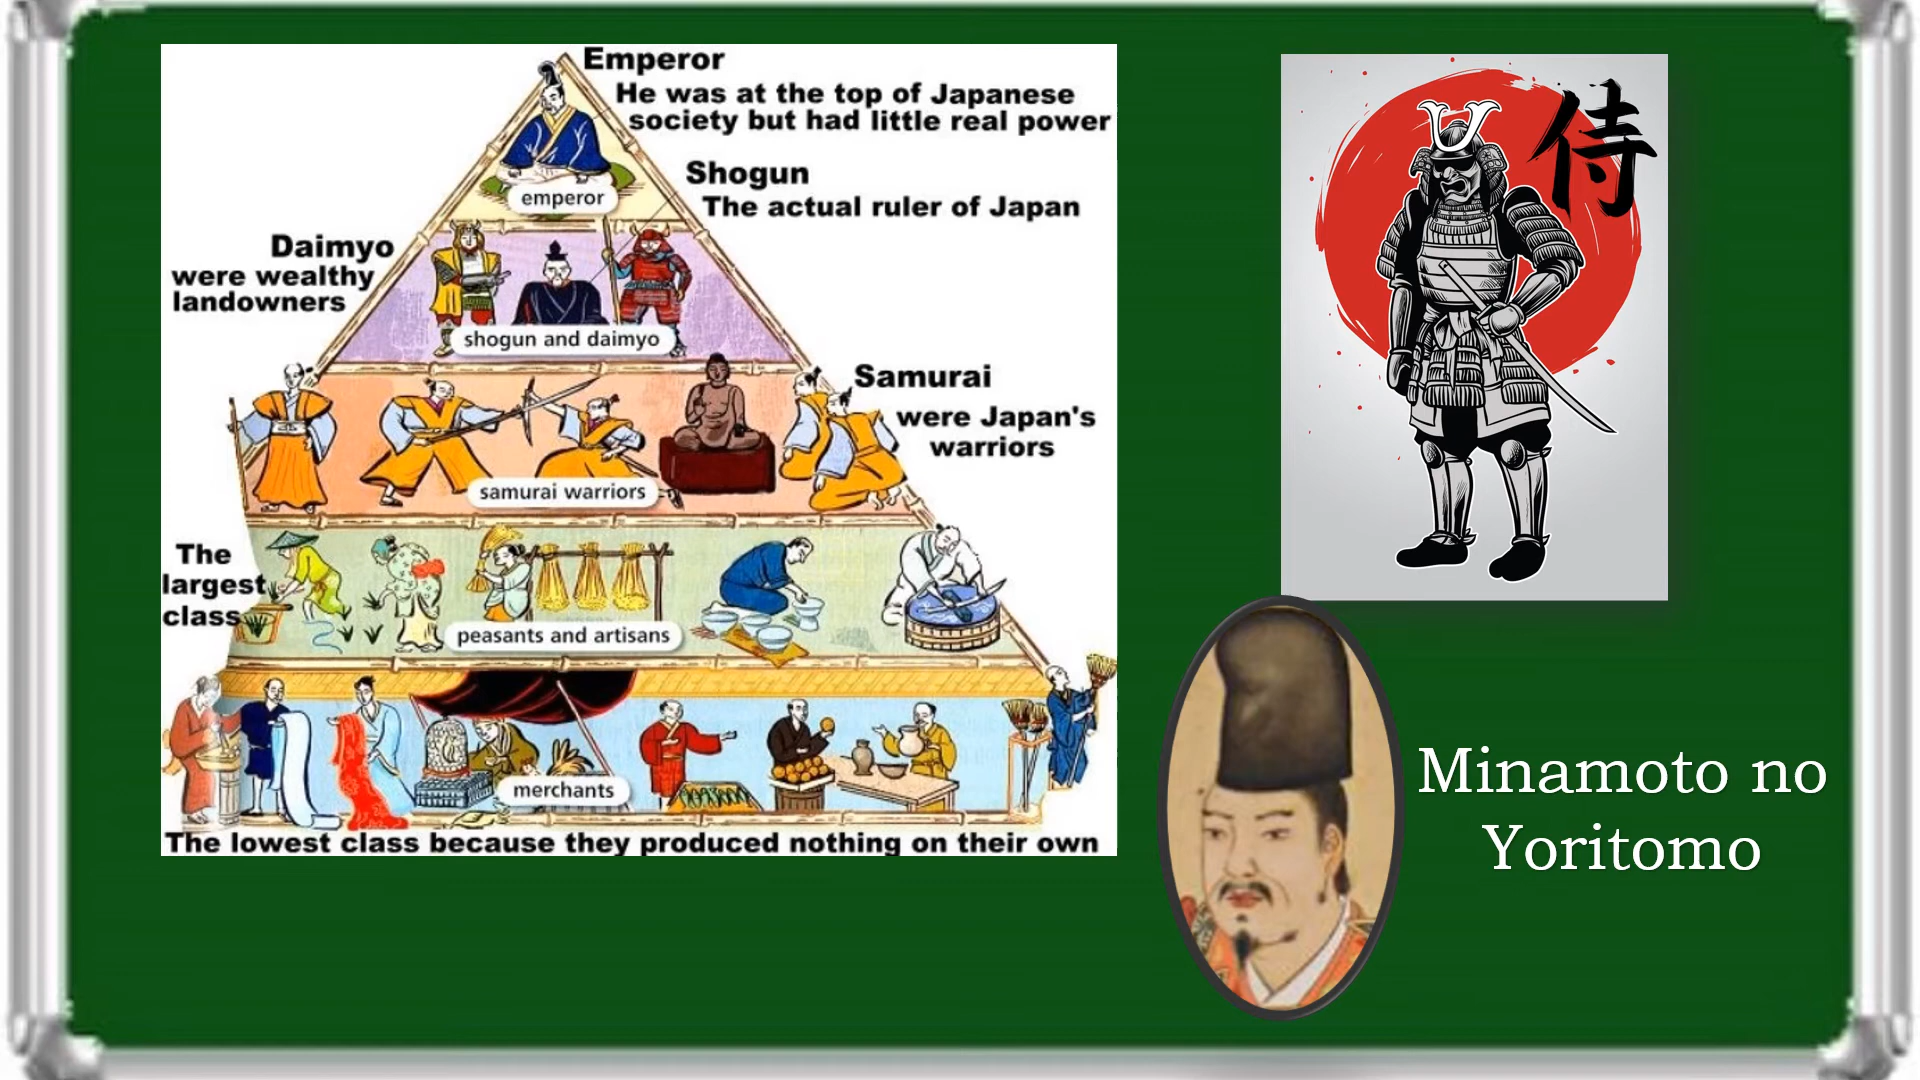 Emperor
He was at the top of Japanese
society but had little real power
emperor
Shogun
The actual ruler of Japan
Daimyo
were wealthy
landowners
shogun and daimyo
Samurai
were Japan's
warriors
samurai warriors
The
largest
class
peasants and artisans
merchants
The lowest class because they produced nothing on their own
侍
Minamoto no
Yoritomo